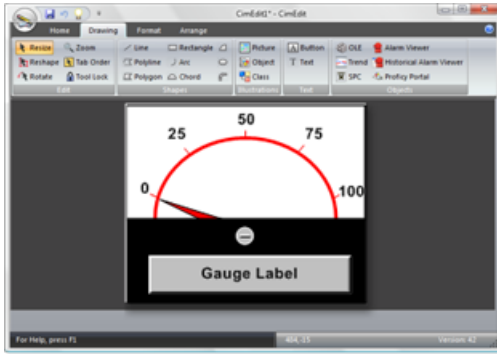 CimEdit1* - CimEdit
Home Drawing Format Arrange
Resize Zoom Line Rectangle Picture Button OLE Alarm Viewer
Reshape Tab Order Polyline Arc Object Text Trend Historical Alarm Viewer
Rotate Tool Lock Polygon Chord Class SPC Proficy Portal
Edit Shapes Illustrations Text Objects
50
25 75
0 100
Gauge Label
For Help, press F1 484,-15 Version: 42